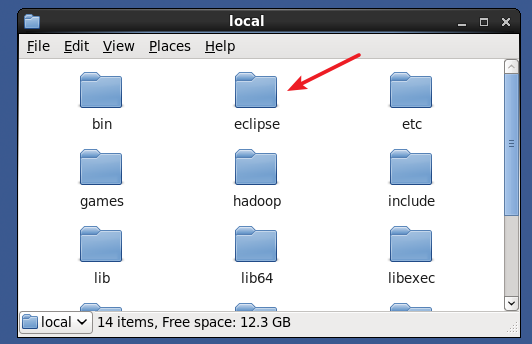 local
File Edit View Places Help
bin eclipse etc
games hadoop include
lib lib64 libexec
local 14 items, Free space: 12.3 GB